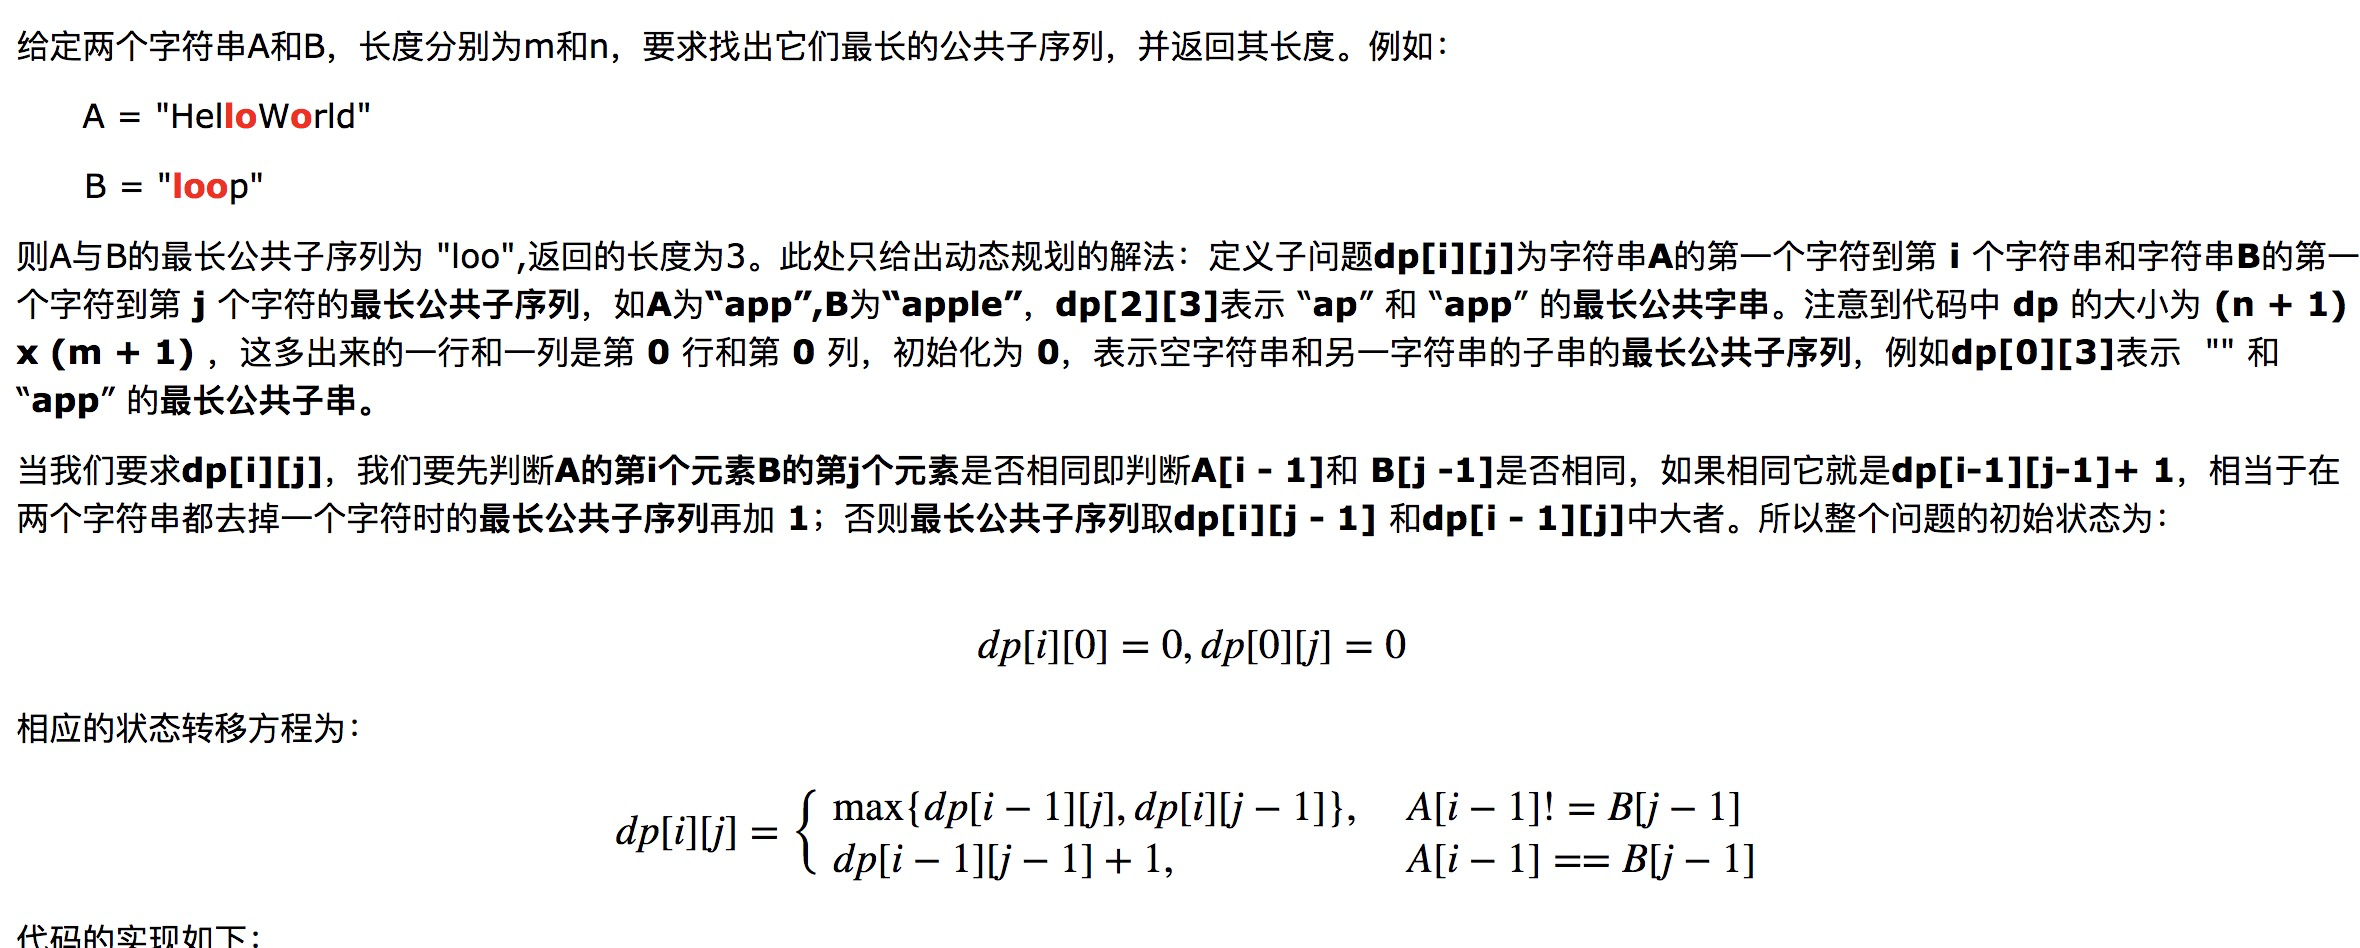 给定两个字符串A和B，长度分别为m和n，要求找出它们最长的公共子序列，并返回其长度。例如：
A = "HelloWorld"
B = "loop"
则A与B的最长公共子序列为 "loo",返回的长度为3。此处只给出动态规划的解法：定义子问题dp[i][j]为字符串A的第一个字符到第 i 个字符串和字符串B的第一
个字符到第 j 个字符的最长公共子序列，如A为“app”,B为“apple”，dp[2][3]表示 “ap” 和 “app” 的最长公共字串。注意到代码中 dp 的大小为 (n + 1)
x (m + 1) ，这多出来的一行和一列是第 0 行和第 0 列，初始化为 0，表示空字符串和另一字符串的子串的最长公共子序列，例如dp[0][3]表示 "" 和
“app” 的最长公共子串。
当我们要求dp[i][j]，我们要先判断A的第i个元素B的第j个元素是否相同即判断A[i - 1]和 B[j -1]是否相同，如果相同它就是dp[i-1][j-1]+ 1，相当于在
两个字符串都去掉一个字符时的最长公共子序列再加 1；否则最长公共子序列取dp[i][j - 1] 和dp[i - 1][j]中大者。所以整个问题的初始状态为：
dp[i][0] = 0, dp[0][j] = 0
相应的状态转移方程为：
dp[i][j] = { max{dp[i − 1][j], dp[i][j − 1]}, A[i − 1]! = B[j − 1]
dp[i − 1][j − 1] + 1, A[i − 1] == B[j − 1]
代码的实现如下：